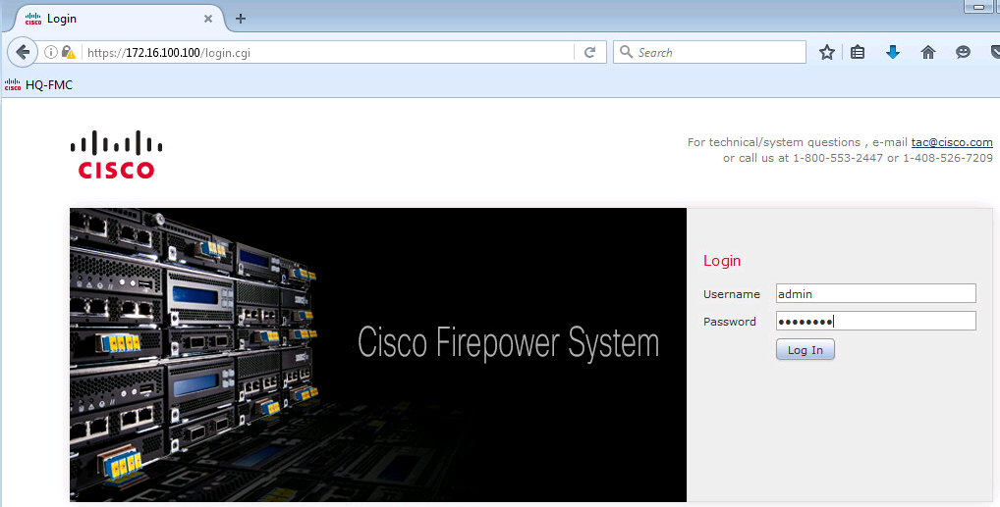 Login
https://172.16.100.100/login.cgi
Search
HQ-FMC
CISCO
For technical/system questions , e-mail tac@cisco.com
or call us at 1-800-553-2447 or 1-408-526-7209
Cisco Firepower System
Login
Username admin
Password ••••••••
Log In